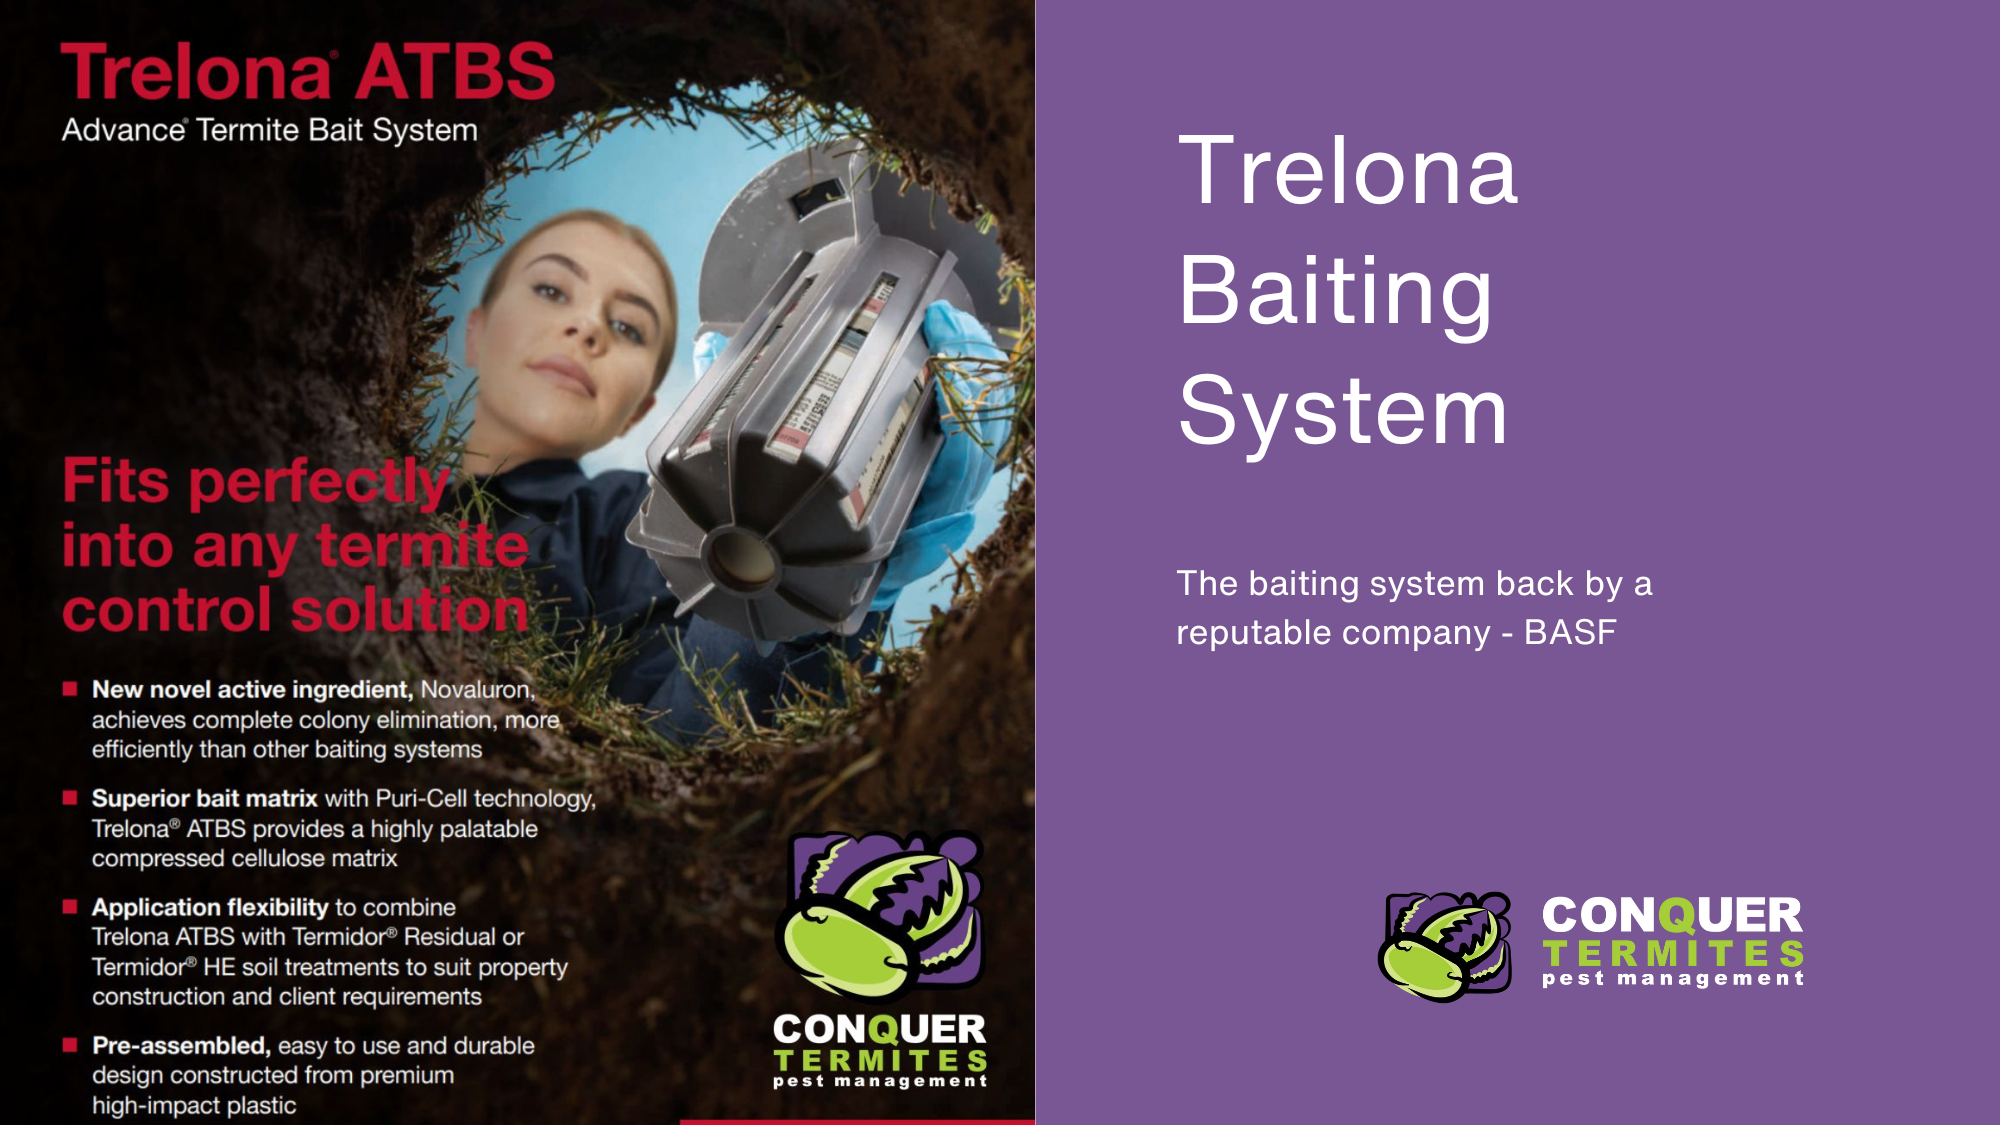 Trelona® ATBS
Advance® Termite Bait System
Fits perfectly
into any termite
control solution
New novel active ingredient, Novaluron,
achieves complete colony elimination, more
efficiently than other baiting systems
Superior bait matrix with Puri-Cell technology,
Trelona® ATBS provides a highly palatable
compressed cellulose matrix
Application flexibility to combine
Trelona ATBS with Termidor® Residual or
Termidor® HE soil treatments to suit property
construction and client requirements
Pre-assembled, easy to use and durable
design constructed from premium
high-impact plastic
CONQUER
TERMITES
pest management
Trelona
Baiting
System
The baiting system back by a
reputable company - BASF
CONQUER
TERMITES
pest management